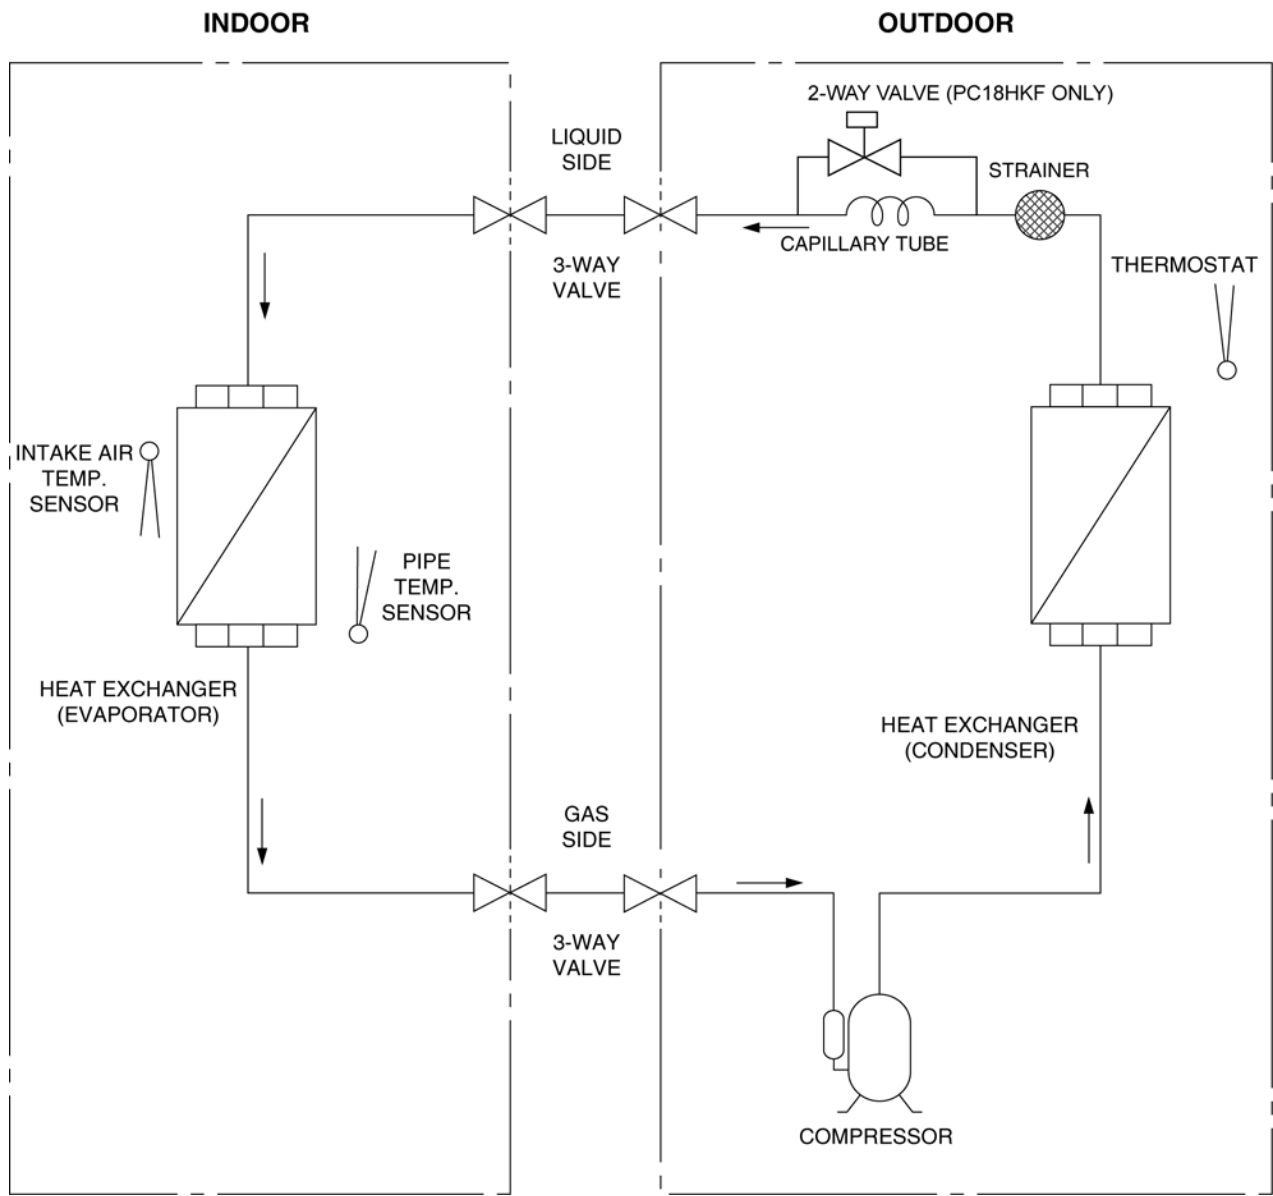 INDOOR
OUTDOOR
2-WAY VALVE (PC18HKF ONLY)
LIQUID
SIDE
STRAINER
CAPILLARY TUBE
3-WAY
VALVE
THERMOSTAT
INTAKE AIR
TEMP.
SENSOR
PIPE
TEMP.
SENSOR
HEAT EXCHANGER
(EVAPORATOR)
HEAT EXCHANGER
(CONDENSER)
GAS
SIDE
3-WAY
VALVE
COMPRESSOR